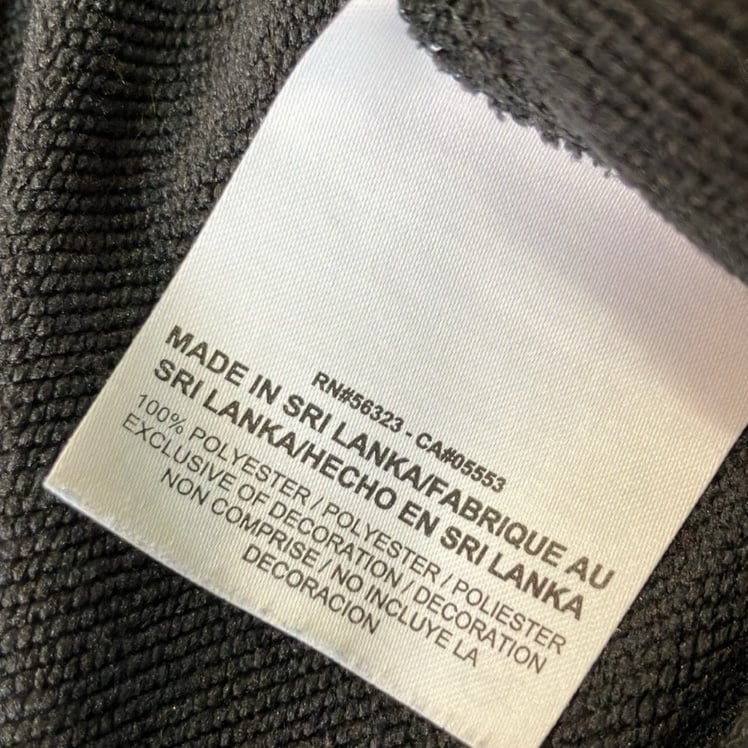 RN#56323 - CA#05553
MADE IN SRI LANKA/FABRIQUE AU
SRI LANKA/HECHO EN SRI LANKA
100% POLYESTER / POLYESTER / POLIESTER
EXCLUSIVE OF DECORATION / DECORATION
NON COMPRISE / NO INCLUYE LA
DECORACION